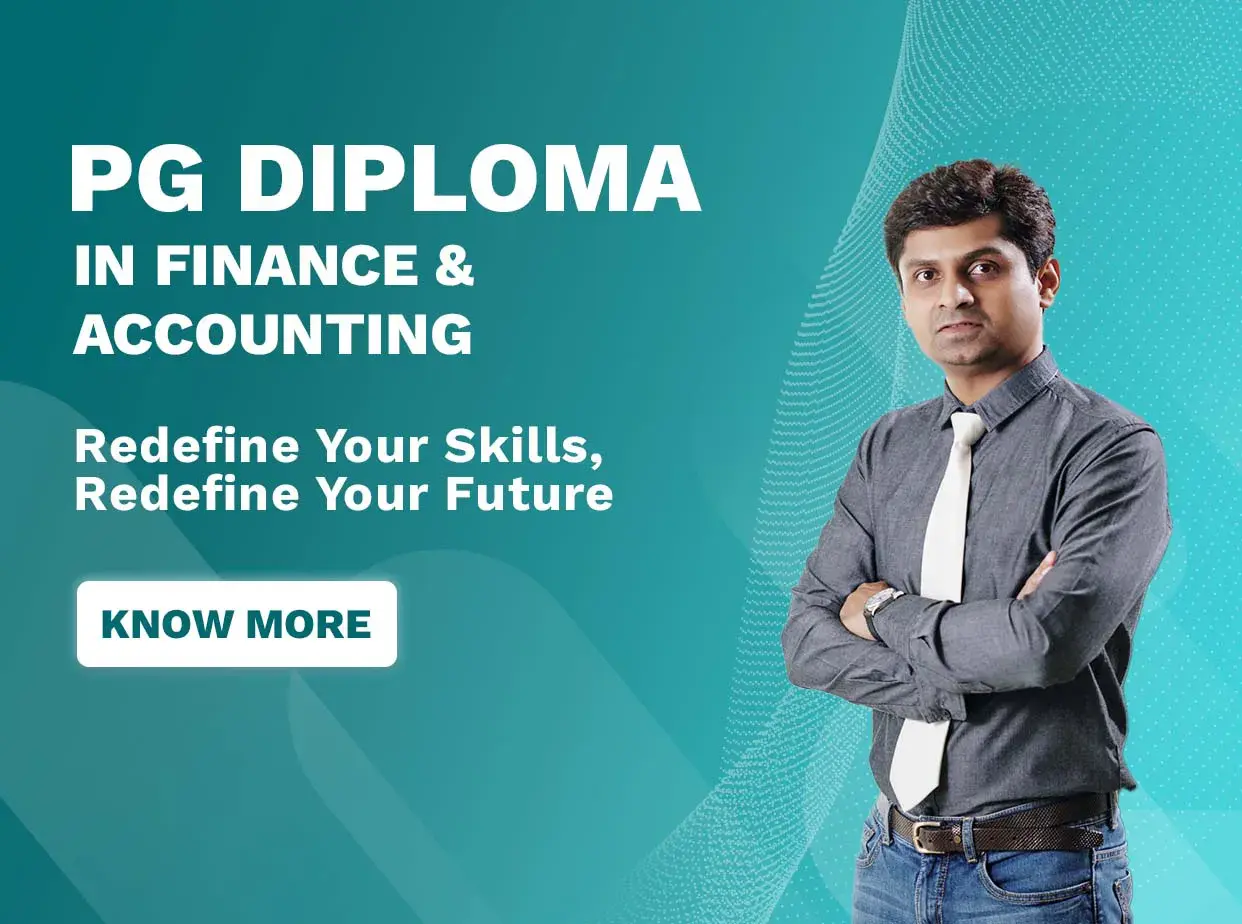 PG DIPLOMA
IN FINANCE &
ACCOUNTING
Redefine Your Skills,
Redefine Your Future
KNOW MORE